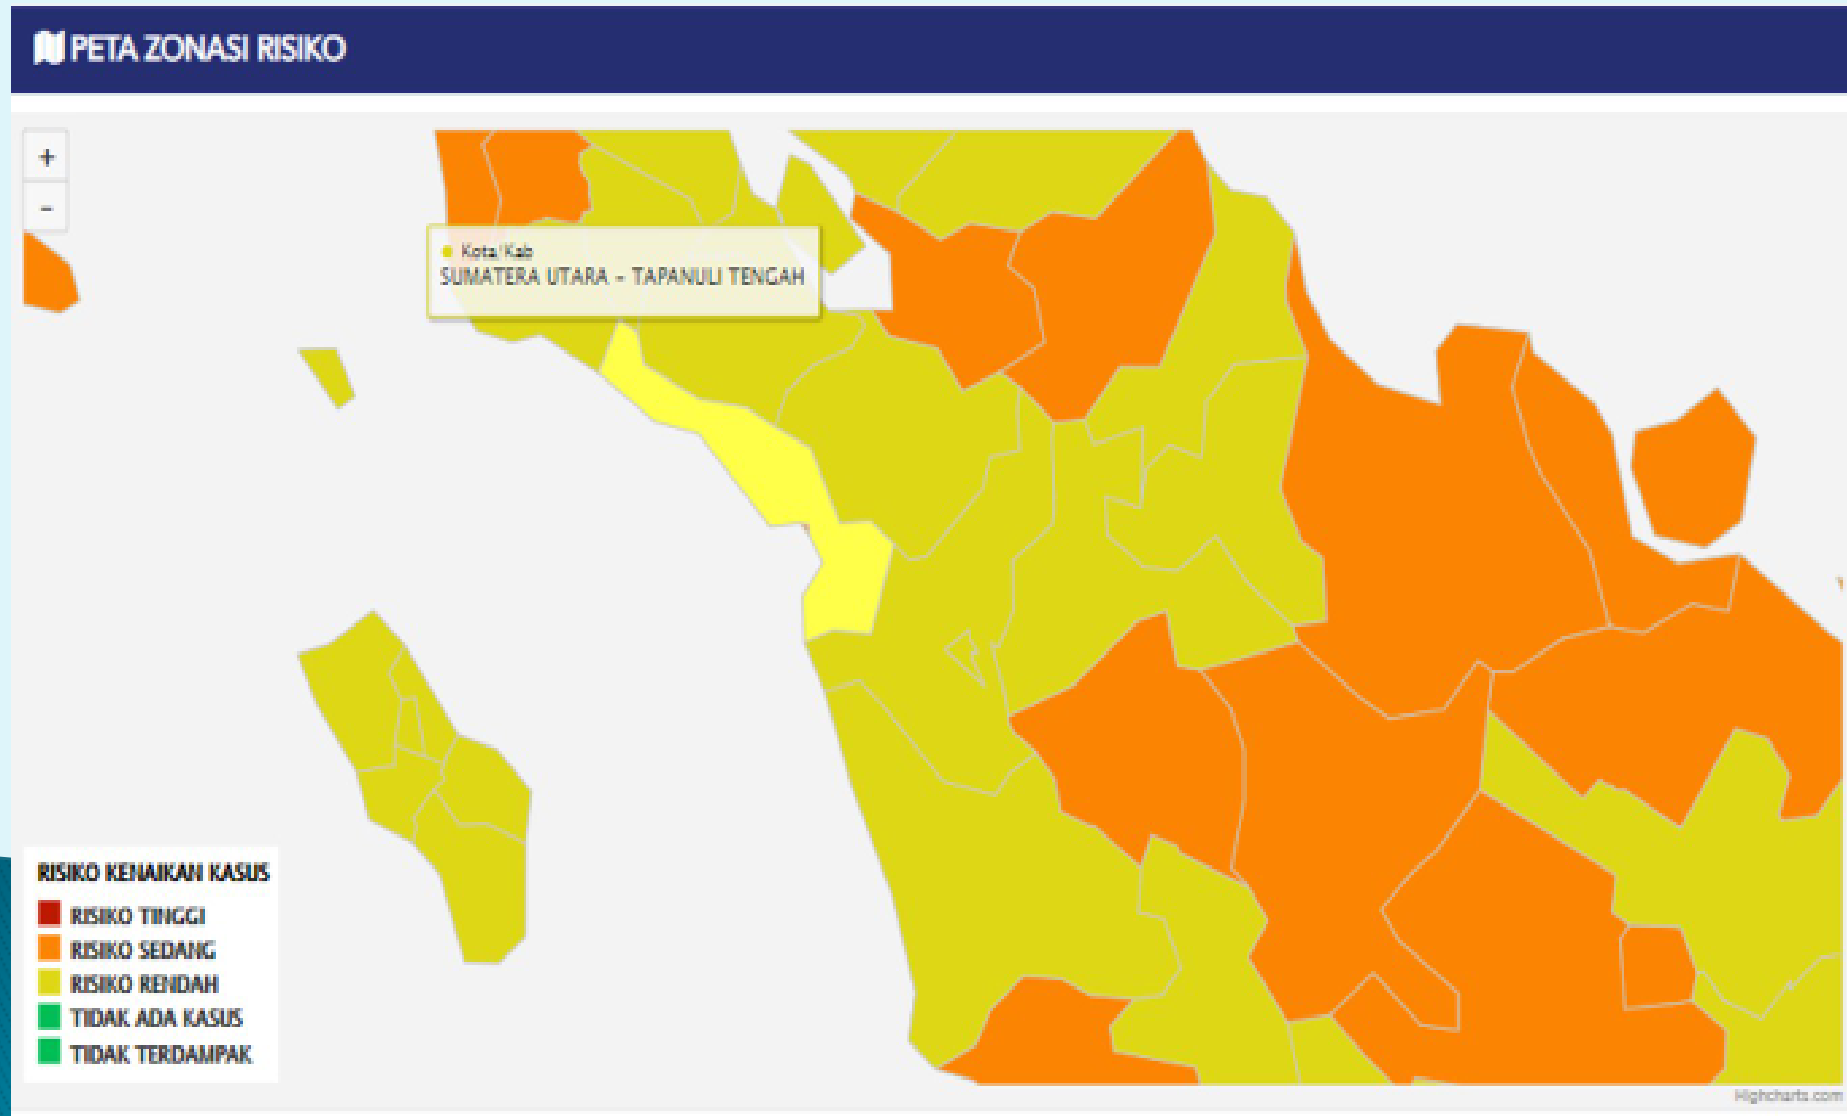 PETA ZONASI RISIKO
+
-
Kota/Kab
SUMATERA UTARA - TAPANULI TENGAH
RISIKO KENAIKAN KASUS
RISIKO TINGGI
RISIKO SEDANG
RISIKO RENDAH
TIDAK ADA KASUS
TIDAK TERDAMPAK
Highcharts.com